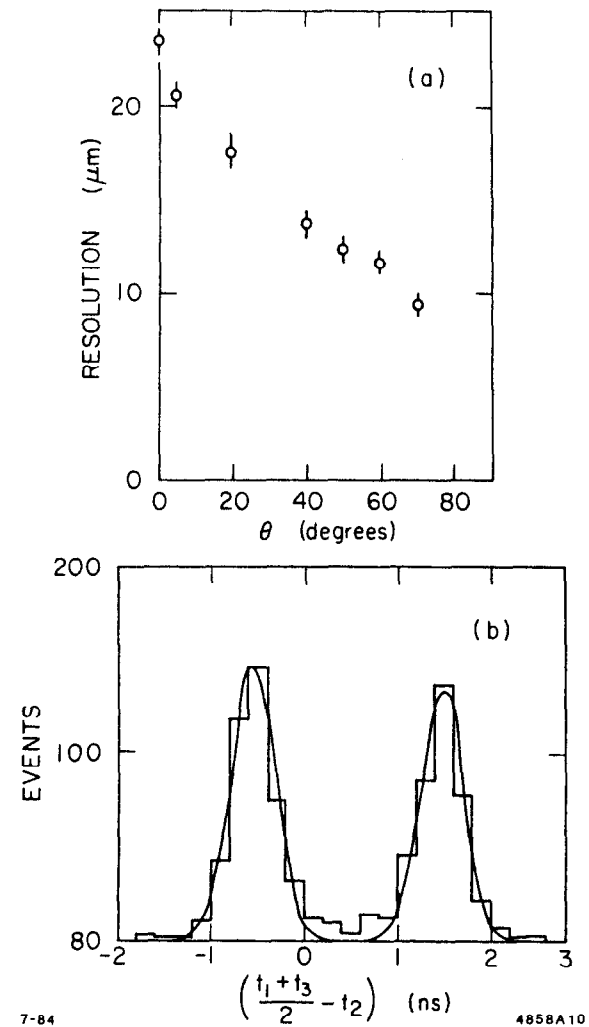 (a)
20
10
0
RESOLUTION (μm)
0 20 40 60 80
θ (degrees)
200
100
80
EVENTS
(b)
-2 -1 0 1 2 3
(t₁ + t₃ / 2 - t₂) (ns)
7-84 4858A10